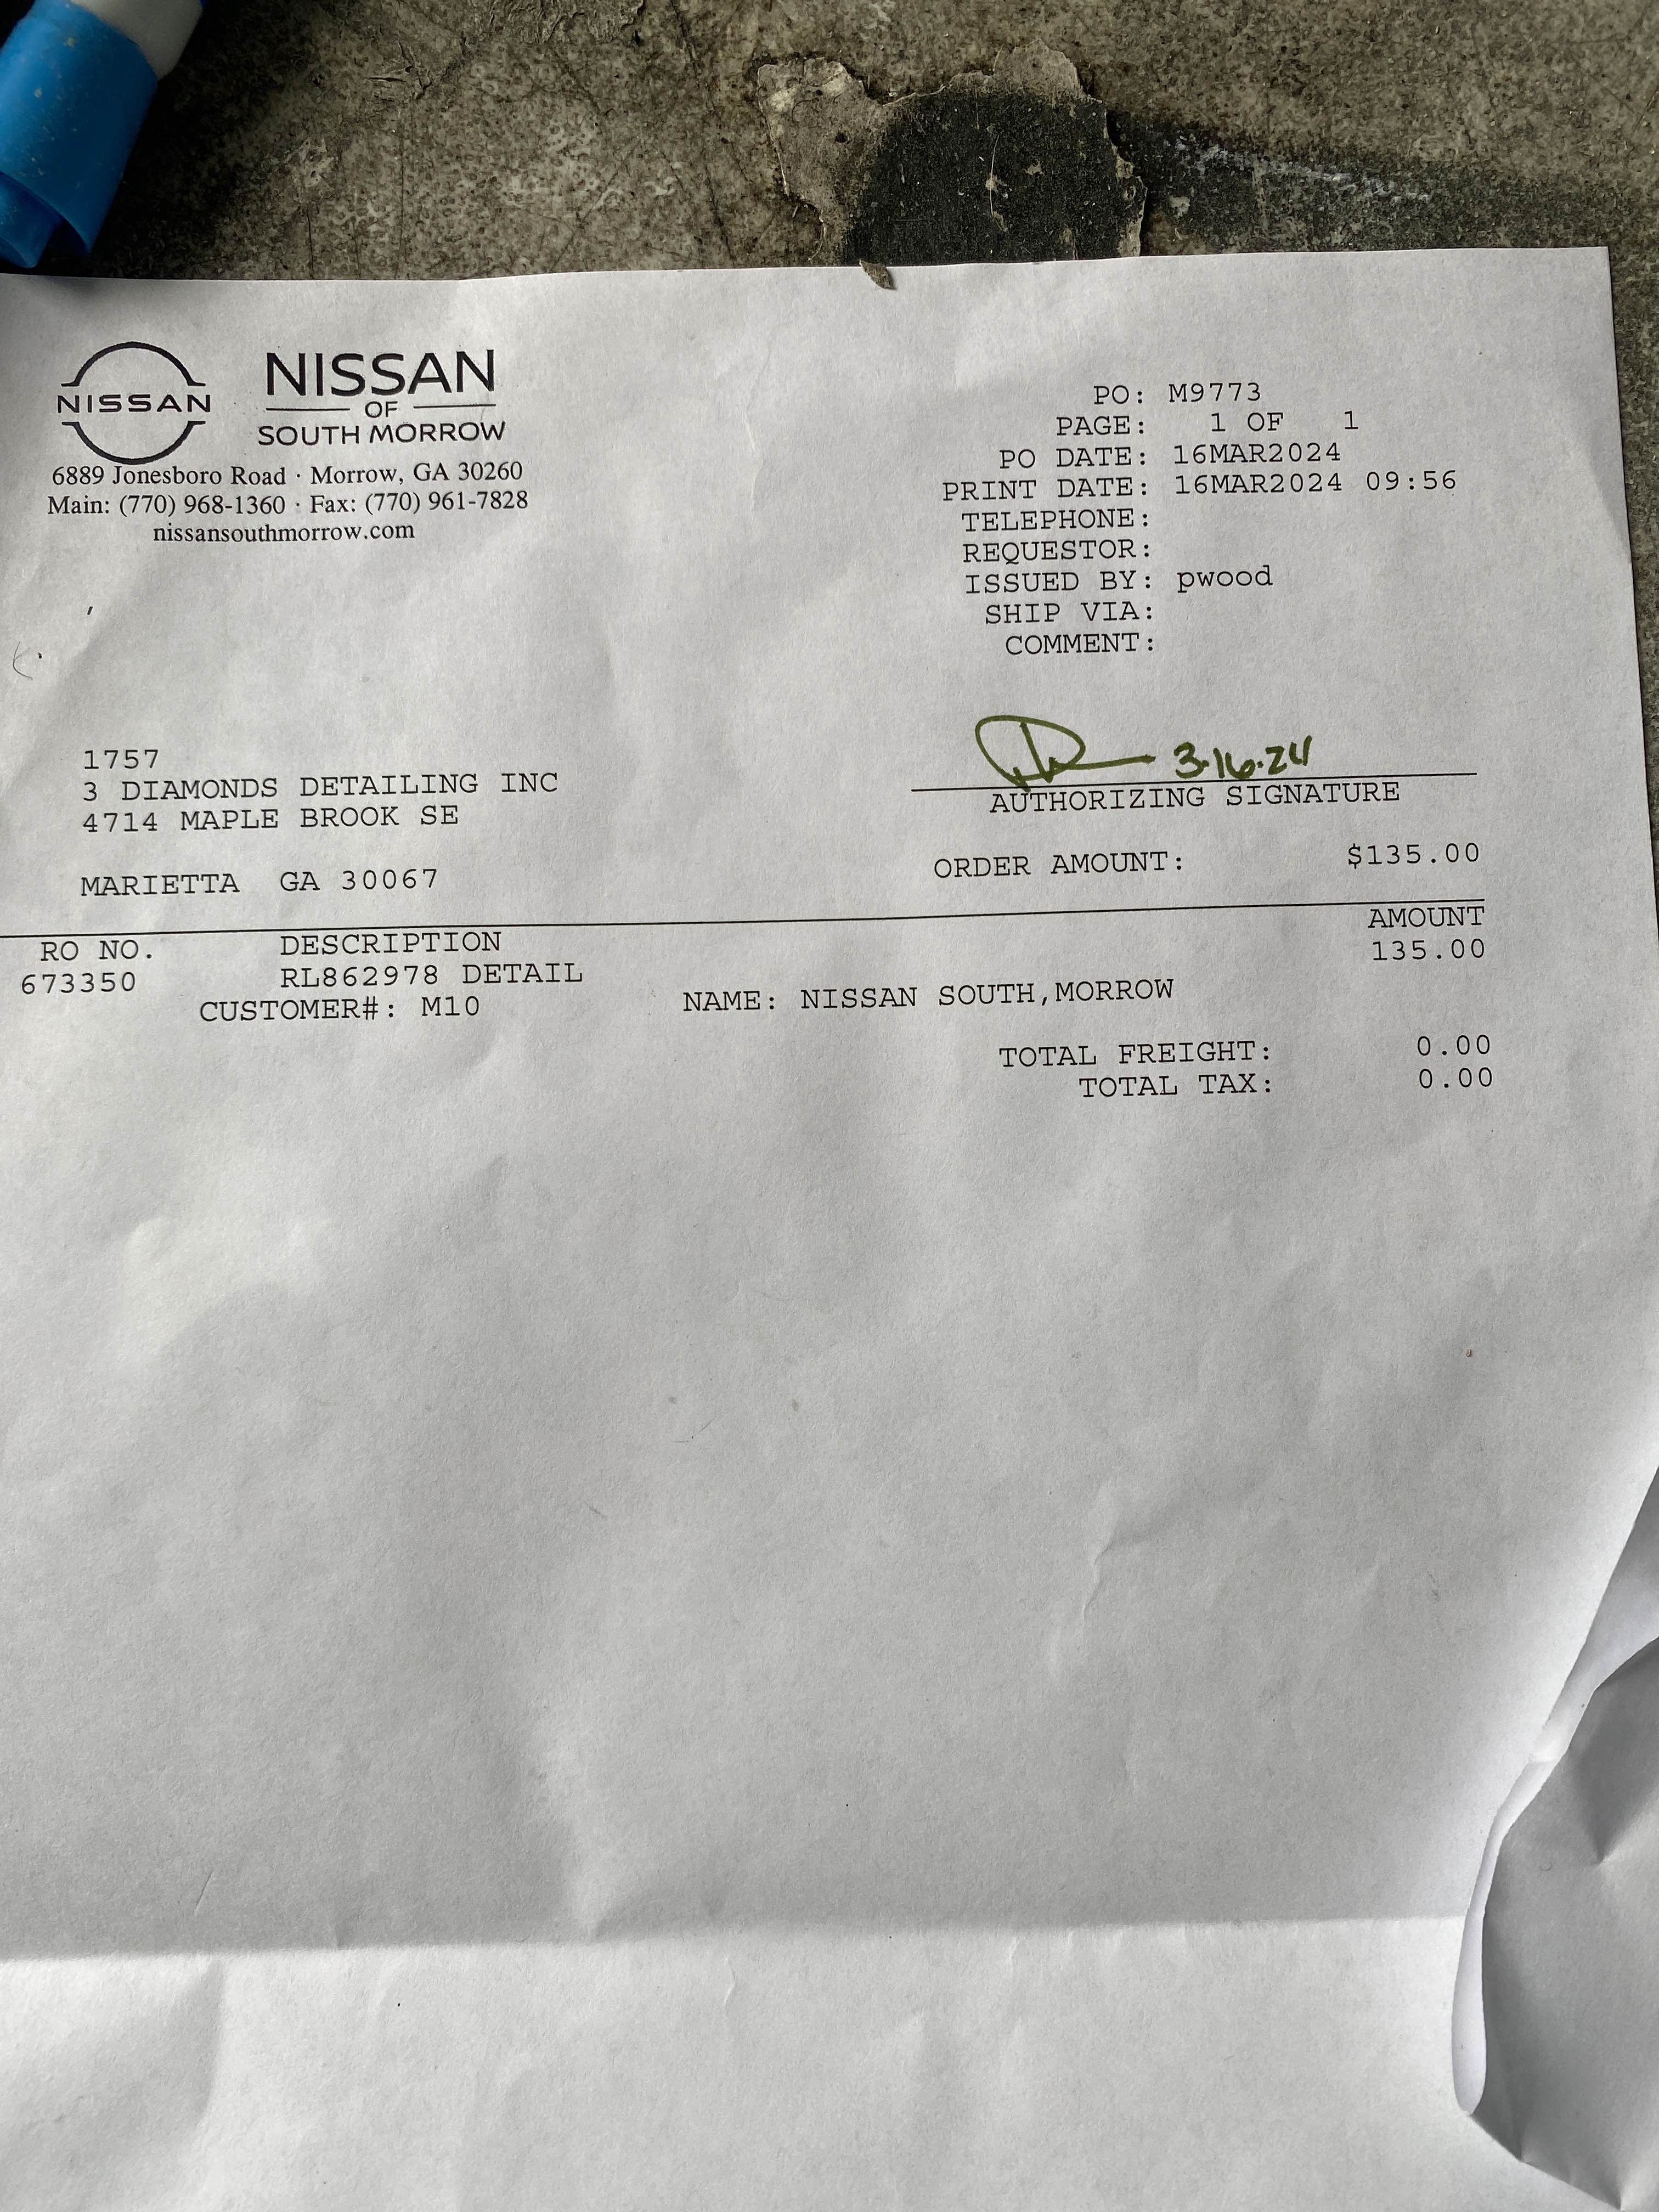 NISSAN
NISSAN
OF
SOUTH MORROW
6889 Jonesboro Road · Morrow, GA 30260
Main: (770) 968-1360 · Fax: (770) 961-7828
nissansouthmorrow.com
PO: M9773
PAGE: 1 OF 1
PO DATE: 16MAR2024
PRINT DATE: 16MAR2024 09:56
TELEPHONE:
REQUESTOR:
ISSUED BY: pwood
SHIP VIA:
COMMENT:
1757
3 DIAMONDS DETAILING INC
4714 MAPLE BROOK SE
MARIETTA GA 30067
3-16-24
AUTHORIZING SIGNATURE
ORDER AMOUNT: $135.00
RO NO. DESCRIPTION AMOUNT
673350 RL862978 DETAIL 135.00
CUSTOMER#: M10 NAME: NISSAN SOUTH,MORROW
TOTAL FREIGHT: 0.00
TOTAL TAX: 0.00